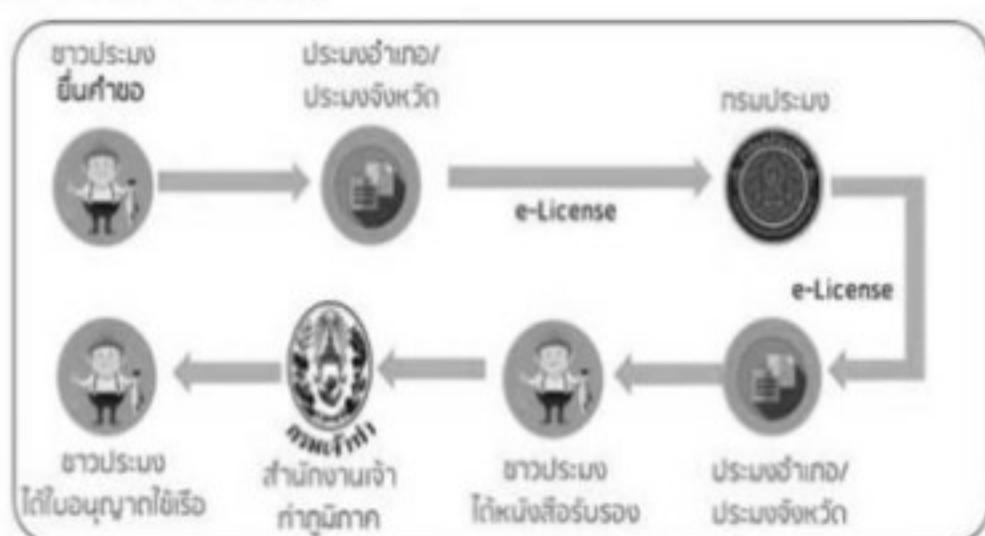 ชาวประมง
ยื่นคำขอ
ประมงอำเภอ/
ประมงจังหวัด
กรมประมง
e-License
e-License
ชาวประมง
ได้ใบอนุญาตใช้เรือ
กรมเจ้าท่า
สำนักงานเจ้า
ท่าภูมิภาค
ชาวประมง
ได้หนังสือรับรอง
ประมงอำเภอ/
ประมงจังหวัด